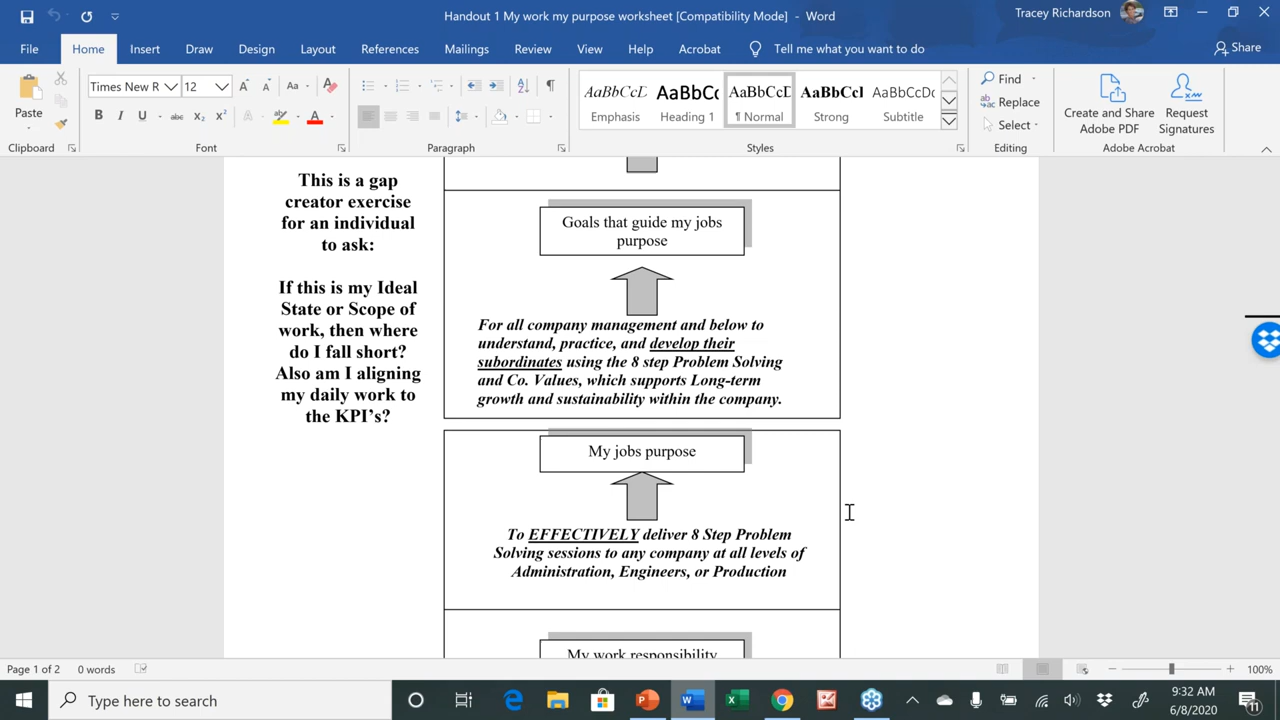 Handout 1 My work my purpose worksheet [Compatibility Mode] - Word
Tracey Richardson
File Home Insert Draw Design Layout References Mailings Review View Help Acrobat Tell me what you want to do Share
Paste
Clipboard
Times New R 12
Aa
B I U abc X2 X2 A
Font
Paragraph
AaBbCcD AaBbCc AaBbCcD AaBbCcl AaBbCcDc
Emphasis Heading 1 ¶ Normal Strong Subtitle
Styles
Find
Replace
Select
Editing
Create and Share
Adobe PDF
Request
Signatures
Adobe Acrobat
This is a gap
creator exercise
for an individual
to ask:
If this is my Ideal
State or Scope of
work, then where
do I fall short?
Also am I aligning
my daily work to
the KPI's?
Goals that guide my jobs
purpose
For all company management and below to
understand, practice, and develop their
subordinates using the 8 step Problem Solving
and Co. Values, which supports Long-term
growth and sustainability within the company.
My jobs purpose
To EFFECTIVELY deliver 8 Step Problem
Solving sessions to any company at all levels of
Administration, Engineers, or Production
My work responsibility
Page 1 of 2 0 words 100%
Type here to search
9:32 AM
6/8/2020
11